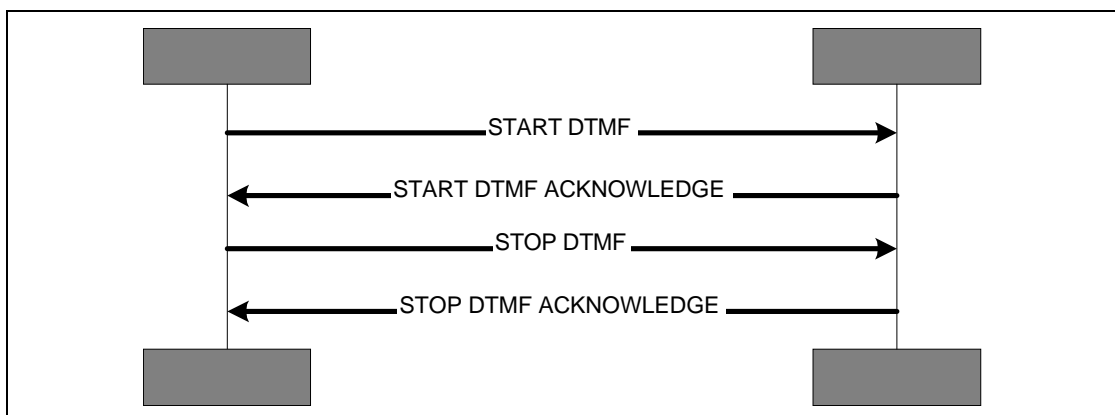 START DTMF
START DTMF ACKNOWLEDGE
STOP DTMF
STOP DTMF ACKNOWLEDGE